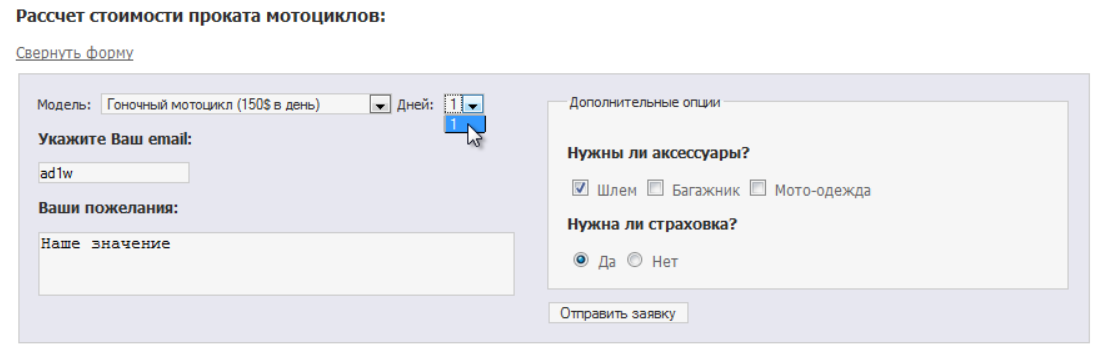 Рассчет стоимости проката мотоциклов:
Свернуть форму
Модель: Гоночный мотоцикл (150$ в день) Дней: 1
1
Укажите Ваш email:
ad1w
Ваши пожелания:
Наше значение
Дополнительные опции
Нужны ли аксессуары?
Шлем Багажник Мото-одежда
Нужна ли страховка?
Да Нет
Отправить заявку